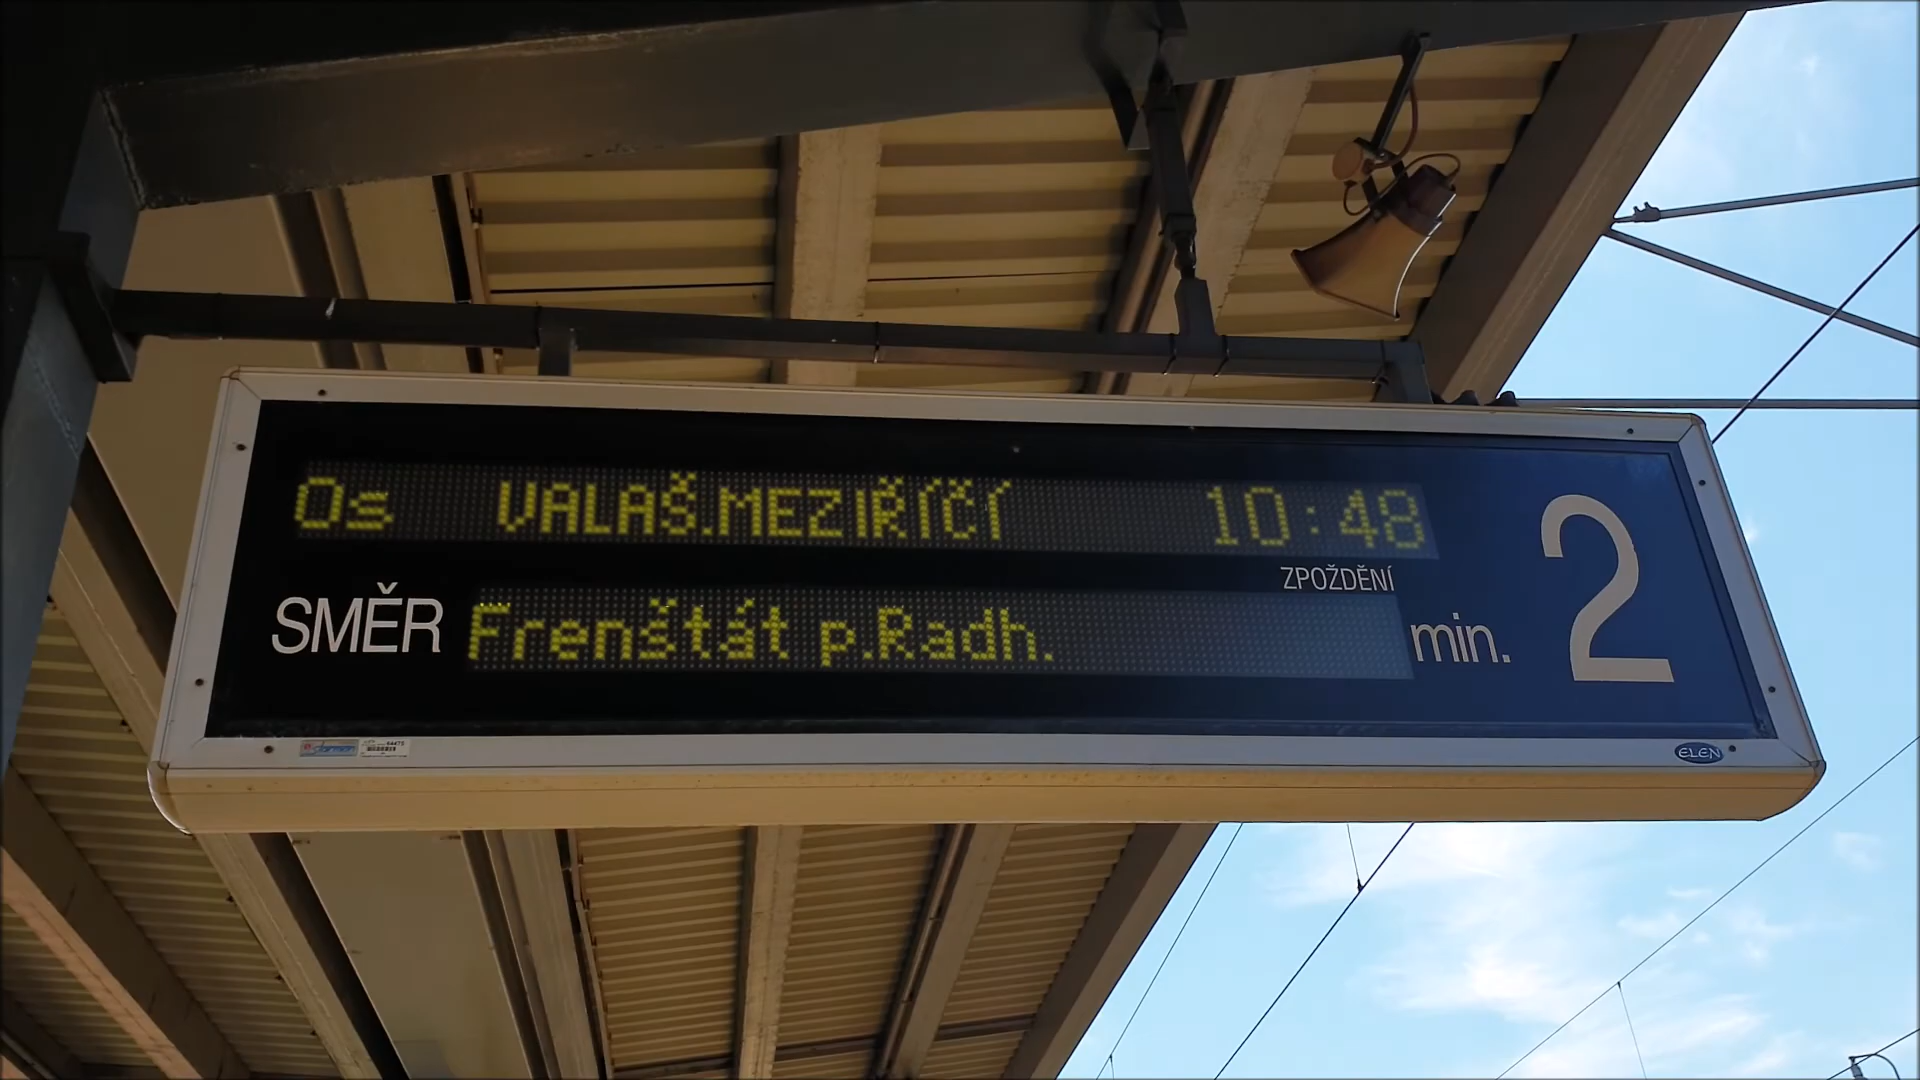 Os VALAŠ.MEZIŘÍČÍ 10:48
ZPOŽDĚNÍ
SMĚR Frenštát p.Radh. min. 2
ELEN